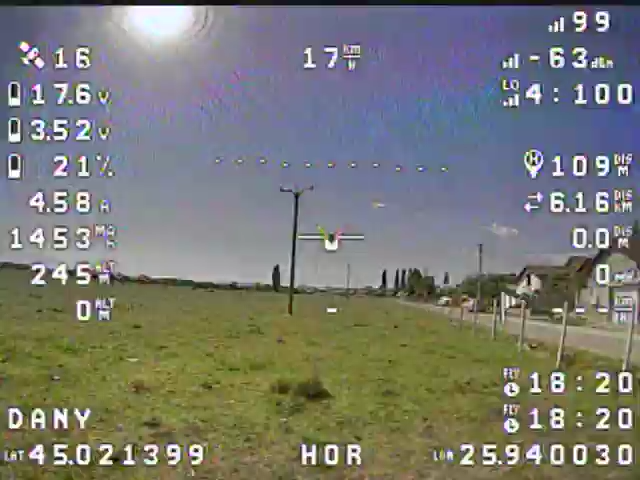 99
16
17 KM H
-63 dBm
17.6 V
LQ 4:100
3.52 V
21 %
109 DIS M
4.58 A
6.16 DIS KM
1453 MAH
0.0 DIS M
245 ALT M
0
0 ALT M
FLY 18:20
DANY
FLY 18:20
LAT 45.021399
HOR
LON 25.940030